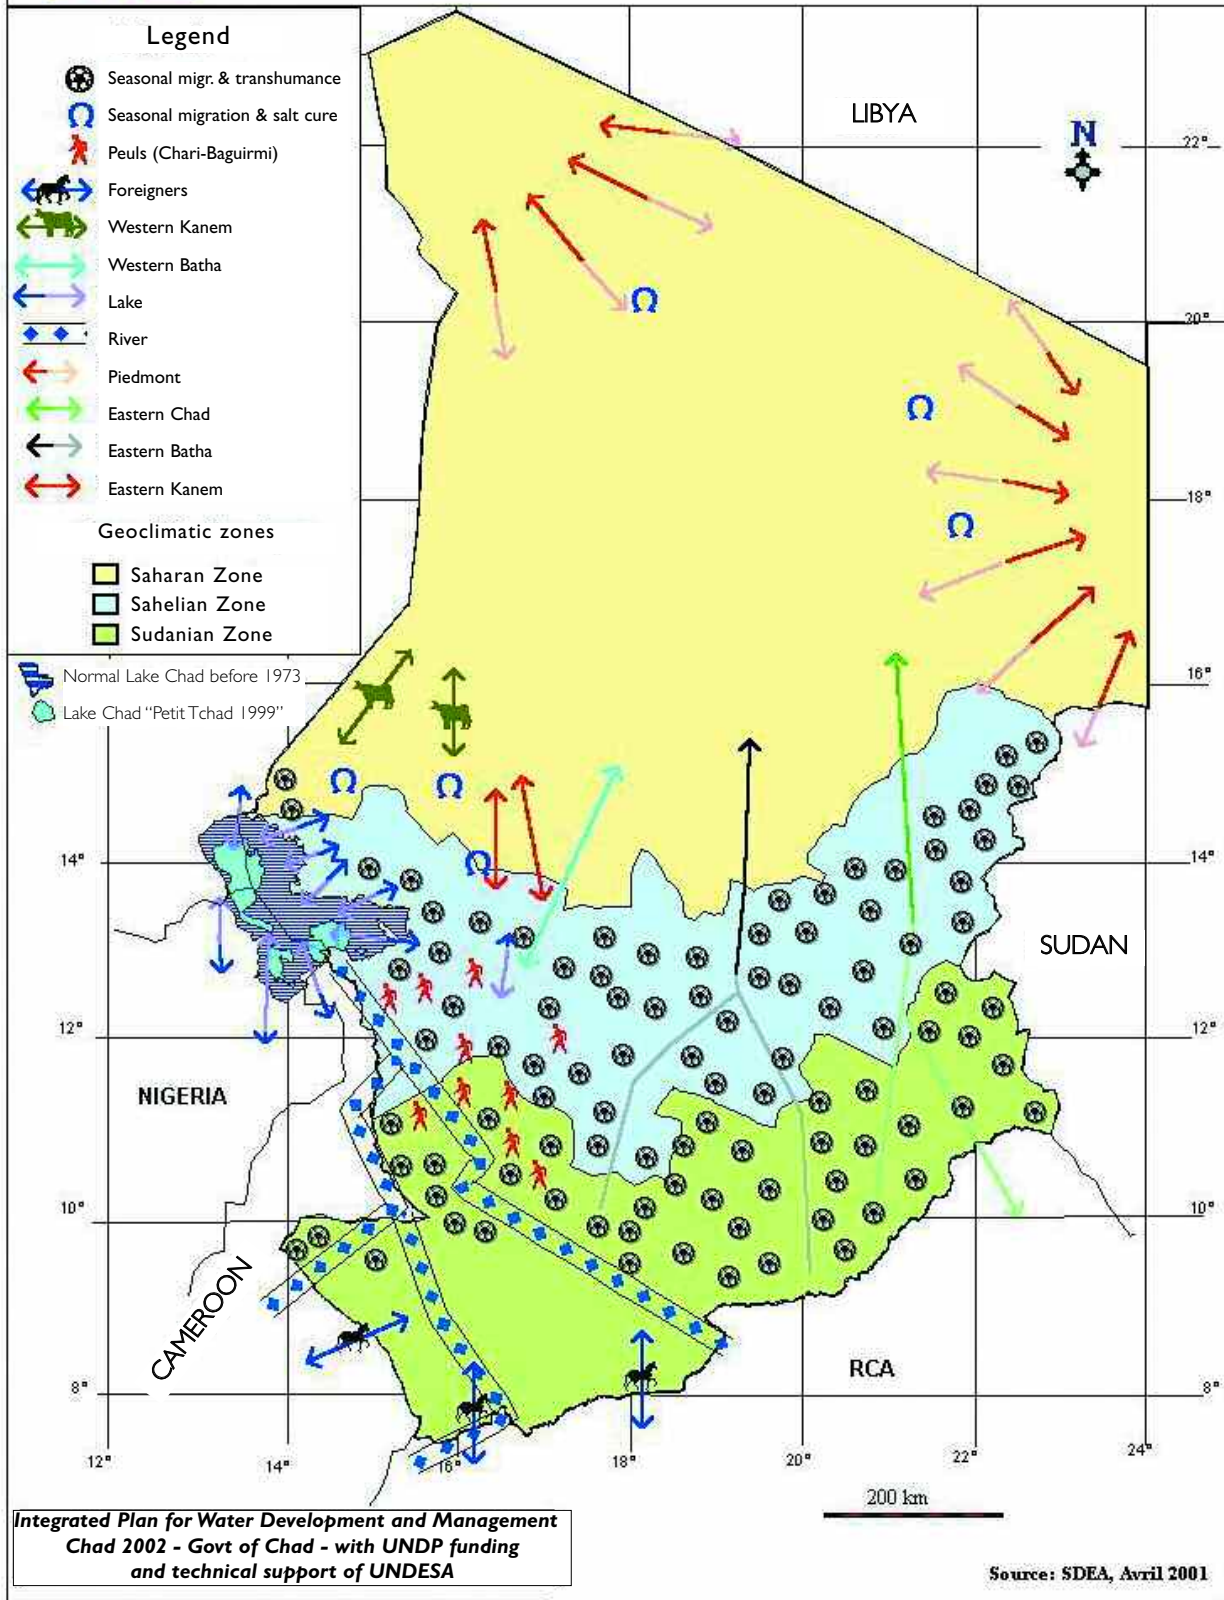 Legend
Seasonal migr. & transhumance
Seasonal migration & salt cure
Peuls (Chari-Baguirmi)
Foreigners
Western Kanem
Western Batha
Lake
River
Piedmont
Eastern Chad
Eastern Batha
Eastern Kanem
Geoclimatic zones
Saharan Zone
Sahelian Zone
Sudanian Zone
Normal Lake Chad before 1973
Lake Chad “Petit Tchad 1999”
LIBYA
N
22°
20°
18°
16°
14°
14°
SUDAN
12°
12°
NIGERIA
10°
10°
CAMEROON
RCA
8°
8°
12°
14°
16°
18°
20°
22°
24°
200 km
Integrated Plan for Water Development and Management
Chad 2002 - Govt of Chad - with UNDP funding
and technical support of UNDESA
Source: SDEA, Avril 2001